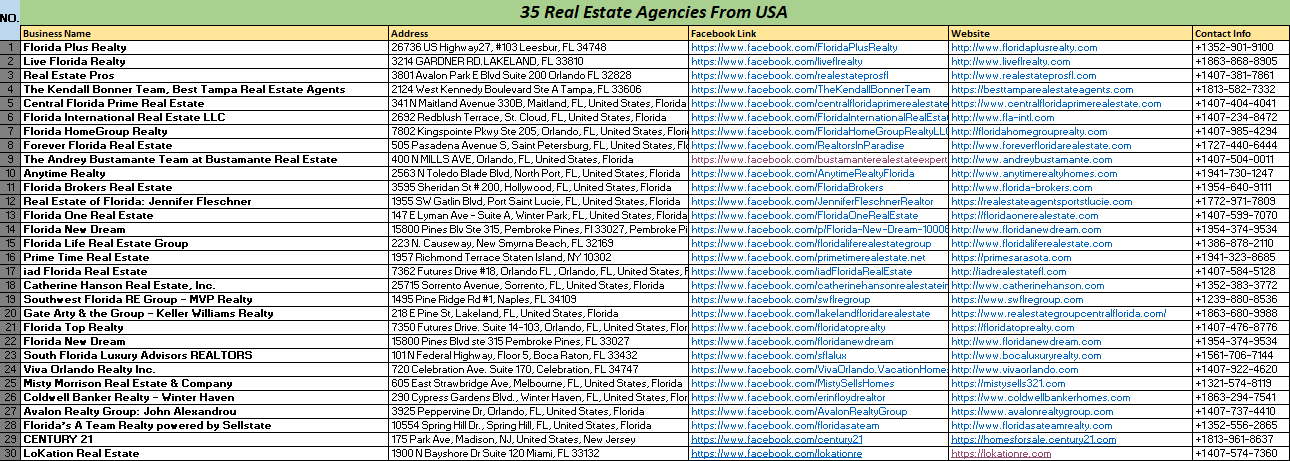 NO. 35 Real Estate Agencies From USA
Business Name Address Facebook Link Website Contact Info
1 Florida Plus Realty 26736 US Highway27, #103 Leesbur, FL 34748 https://www.facebook.com/FloridaPlusRealty http://www.floridaplusrealty.com +1352-901-9100
2 Live Florida Realty 3214 GARDNER RD.LAKELAND, FL 33810 https://www.facebook.com/liveflrealty http://www.liveflrealty.com +1863-868-8905
3 Real Estate Pros 3801 Avalon Park E Blvd Suite 200 Orlando FL 32828 https://www.facebook.com/realestateprosfl http://www.realestateprosfl.com +1407-381-7861
4 The Kendall Bonner Team, Best Tampa Real Estate Agents 2124 West Kennedy Boulevard Ste A Tampa, FL 33606 https://www.facebook.com/TheKendallBonnerTeam https://besttamparealestateagents.com +1813-582-7332
5 Central Florida Prime Real Estate 341 N Maitland Avenue 330B, Maitland, FL, United States, Florida https://www.facebook.com/centralfloridaprimerealestate https://www.centralfloridaprimerealestate.com +1407-404-4041
6 Florida International Real Estate LLC 2692 Redblush Terrace, St. Cloud, FL, United States, Florida https://www.facebook.com/FloridaInternationalRealEsta http://www.fla-intl.com +1407-234-8472
7 Florida HomeGroup Realty 7802 Kingspointe Pkwy Ste 205, Orlando, FL, United States, Flori https://www.facebook.com/FloridaHomeGroupRealtyLLC http://floridahomegrouprealty.com +1407-985-4294
8 Forever Florida Real Estate 505 Pasadena Avenue S, Saint Petersburg, FL, United States, Fl https://www.facebook.com/RealtorsInParadise http://www.foreverfloridarealestate.com +1727-440-6444
9 The Andrey Bustamante Team at Bustamante Real Estate 400 N MILLS AVE, Orlando, FL, United States, Florida https://www.facebook.com/bustamanterealestateexpert http://www.andreybustamante.com +1407-504-0011
10 Anytime Realty 2563 N Toledo Blade Blvd, North Port, FL, United States, Florida https://www.facebook.com/AnytimeRealtyFlorida http://www.anytimerealtyhomes.com +1941-730-1247
11 Florida Brokers Real Estate 3595 Sheridan St # 200, Hollywood, FL, United States, Florida https://www.facebook.com/FloridaBrokers http://www.florida-brokers.com +1954-640-9111
12 Real Estate of Florida: Jennifer Fleschner 1955 SW Gatlin Blvd, Port Saint Lucie, FL, United States, Florida https://www.facebook.com/JenniferFleschnerRealtor https://realestateagentsportstlucie.com +1772-971-7809
13 Florida One Real Estate 147 E Lyman Ave - Suite A, Winter Park, FL, United States, Florida https://www.facebook.com/FloridaOneRealEstate https://floridaonerealestate.com +1407-599-7070
14 Florida New Dream 15800 Pines Blv Ste 315, Pembroke Pines, Fl 33027, Pembroke Pi https://www.facebook.com/p/Florida-New-Dream-10006 http://www.floridanewdream.com +1954-374-9534
15 Florida Life Real Estate Group 223 N. Causeway, New Smyrna Beach, FL 32169 https://www.facebook.com/floridaliferealestategroup http://www.floridaliferealestate.com +1386-878-2110
16 Prime Time Real Estate 1957 Richmond Terrace Staten Island, NY 10302 https://www.facebook.com/primetimerealestate.net https://primesarasota.com +1941-323-8685
17 iad Florida Real Estate 7362 Futures Drive #18, Orlando FL , Orlando, FL, United States, F https://www.facebook.com/iadFloridaRealEstate http://iadrealestatefl.com +1407-584-5128
18 Catherine Hanson Real Estate, Inc. 25715 Sorrento Avenue, Sorrento, FL, United States, Florida https://www.facebook.com/catherinehansonrealestatein http://www.catherinehanson.com +1352-383-3772
19 Southwest Florida RE Group - MVP Realty 1495 Pine Ridge Rd #1, Naples, FL 34109 https://www.facebook.com/swflregroup https://www.swflregroup.com +1239-880-8536
20 Gate Arty & the Group - Keller Williams Realty 218 E Pine St, Lakeland, FL, United States, Florida https://www.facebook.com/lakelandfloridarealestate https://www.realestategroupcentralflorida.com/ +1863-680-9988
21 Florida Top Realty 7350 Futures Drive. Suite 14-103, Orlando, FL, United States, Flor https://www.facebook.com/floridatoprealty https://floridatoprealty.com +1407-476-8776
22 Florida New Dream 15800 Pines Blvd ste 315 Pembroke Pines, FL 33027 https://www.facebook.com/floridanewdream http://www.floridanewdream.com +1954-374-9534
23 South Florida Luxury Advisors REALTORS 101 N Federal Highway, Floor 5, Boca Raton, FL 33432 https://www.facebook.com/sflalux http://www.bocaluxuryrealty.com +1561-706-7144
24 Viva Orlando Realty Inc. 720 Celebration Ave. Suite 170, Celebration, FL 34747 https://www.facebook.com/VivaOrlando.VacationHome http://www.vivaorlando.com +1407-922-4620
25 Misty Morrison Real Estate & Company 605 East Strawbridge Ave, Melbourne, FL, United States, Florida https://www.facebook.com/MistySellsHomes https://mistysells321.com +1321-574-8119
26 Coldwell Banker Realty - Winter Haven 290 Cypress Gardens Blvd., Winter Haven, FL, United States, Flor https://www.facebook.com/erinfloydrealtor https://www.coldwellbankerhomes.com +1863-294-7541
27 Avalon Realty Group: John Alexandrou 3925 Peppervine Dr, Orlando, FL, United States, Florida https://www.facebook.com/AvalonRealtyGroup https://www.avalonrealtygroup.com +1407-737-4410
28 Florida's A Team Realty powered by Sellstate 10554 Spring Hill Dr., Spring Hill, FL, United States, Florida https://www.facebook.com/floridasateam http://www.floridasateamrealty.com +1352-556-2865
29 CENTURY 21 175 Park Ave, Madison, NJ, United States, New Jersey https://www.facebook.com/century21 https://homesforsale.century21.com +1813-961-8637
30 LoKation Real Estate 1900 N Bayshore Dr Suite 120 Miami, FL 33132 https://www.facebook.com/lokationre https://lokationre.com +1407-574-7360